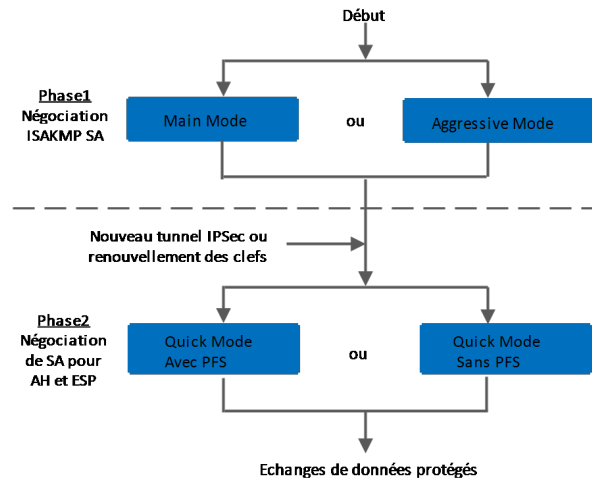 Début
Phase1
Négociation
ISAKMP SA
Main Mode
ou
Aggressive Mode
Nouveau tunnel IPSec ou
renouvellement des clefs
Phase2
Négociation
de SA pour
AH et ESP
Quick Mode
Avec PFS
ou
Quick Mode
Sans PFS
Echanges de données protégés